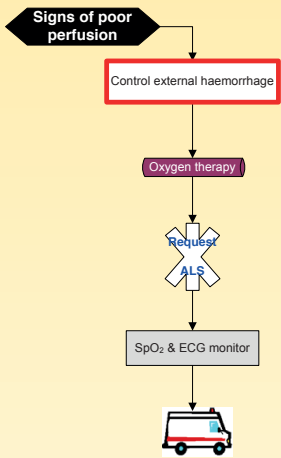 Signs of poor
perfusion
Control external haemorrhage
Oxygen therapy
Request
ALS
SpO₂ & ECG monitor